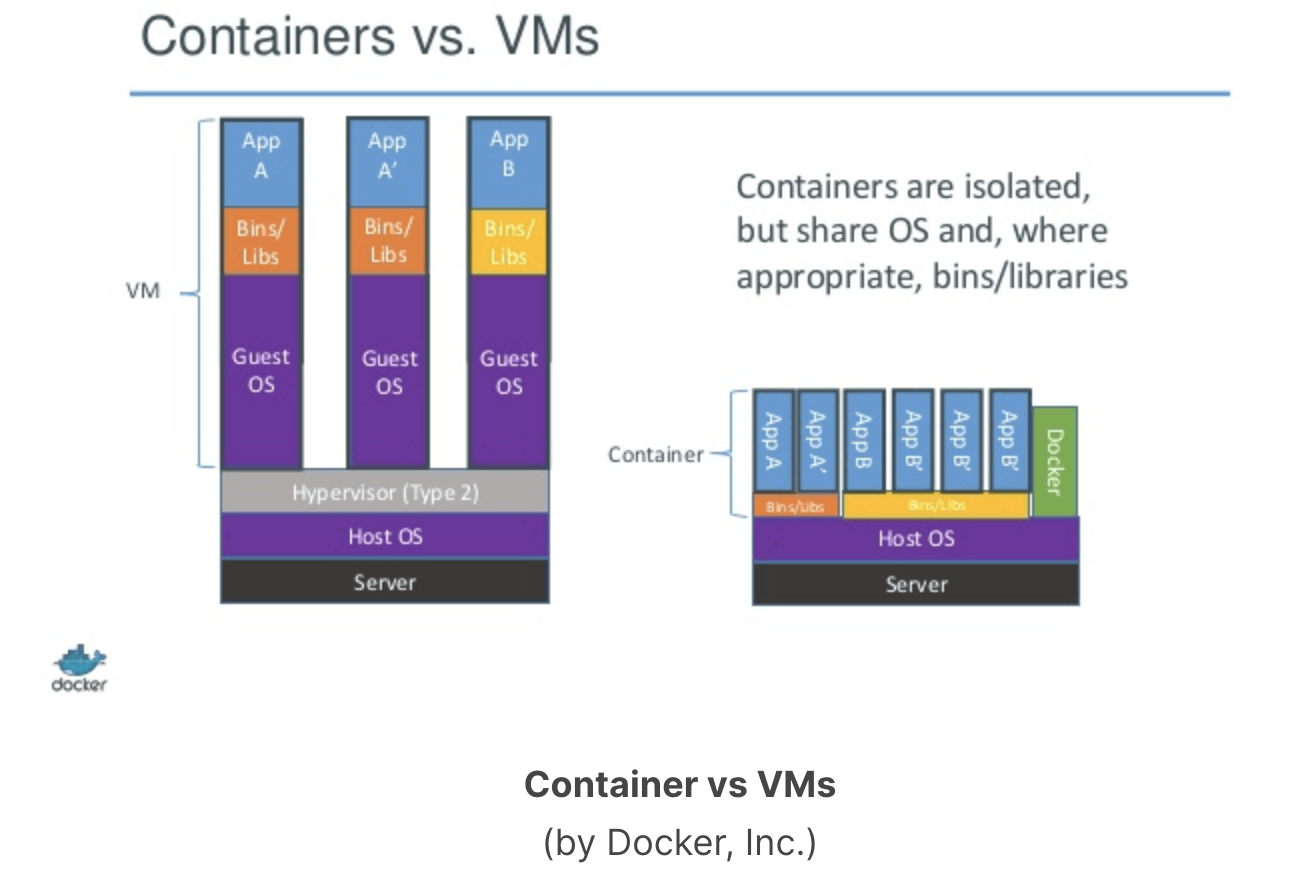 Containers vs. VMs
VM
App
A
Bins/
Libs
Guest
OS
App
A’
Bins/
Libs
Guest
OS
App
B
Bins/
Libs
Guest
OS
Hypervisor (Type 2)
Host OS
Server
Containers are isolated,
but share OS and, where
appropriate, bins/libraries
Container
App A
App A’
App B
App B’
App B’
App B’
Docker
Bins/Libs
Bins/Libs
Host OS
Server
docker
Container vs VMs
(by Docker, Inc.)